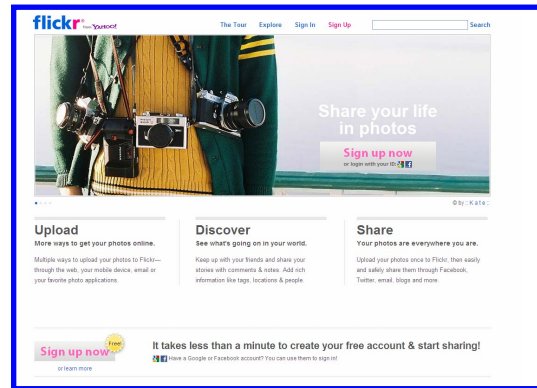 flickr from YAHOO!
The Tour Explore Sign In Sign Up Search
Share your life
in photos
Sign up now
or login with your ID:
© by :: K a t e ::
Upload
More ways to get your photos online.
Multiple ways to upload your photos to Flickr—
through the web, your mobile device, email or
your favorite photo applications.
Discover
See what's going on in your world.
Keep up with your friends and share your
stories with comments & notes. Add rich
information like tags, locations & people.
Share
Your photos are everywhere you are.
Upload your photos once to Flickr, then easily
and safely share them through Facebook,
Twitter, email, blogs and more.
Sign up now
Free!
or learn more
It takes less than a minute to create your free account & start sharing!
Have a Google or Facebook account? You can use them to sign in!